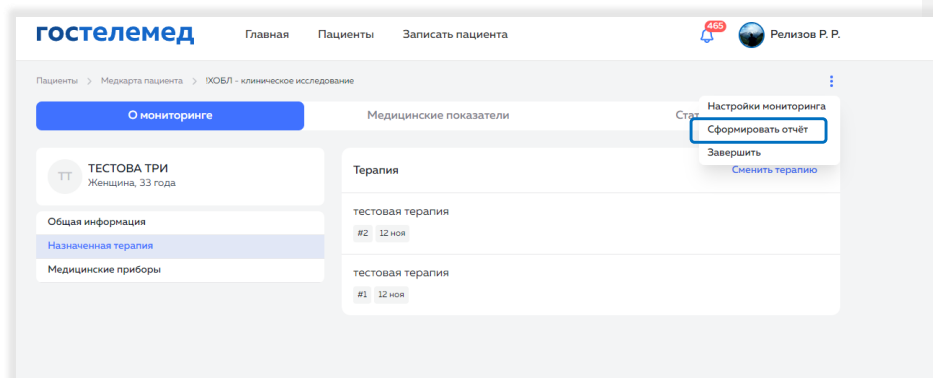 гостелемед Главная Пациенты Записать пациента 465 Релизов Р. Р.
Пациенты > Медкарта пациента > !ХОБЛ - клиническое исследование
О мониторинге Медицинские показатели
Настройки мониторинга
Сформировать отчёт
Завершить
ТТ ТЕСТОВА ТРИ
Женщина, 33 года
Общая информация
Назначенная терапия
Медицинские приборы
Терапия Сменить терапию
тестовая терапия
#2 12 ноя
тестовая терапия
#1 12 ноя